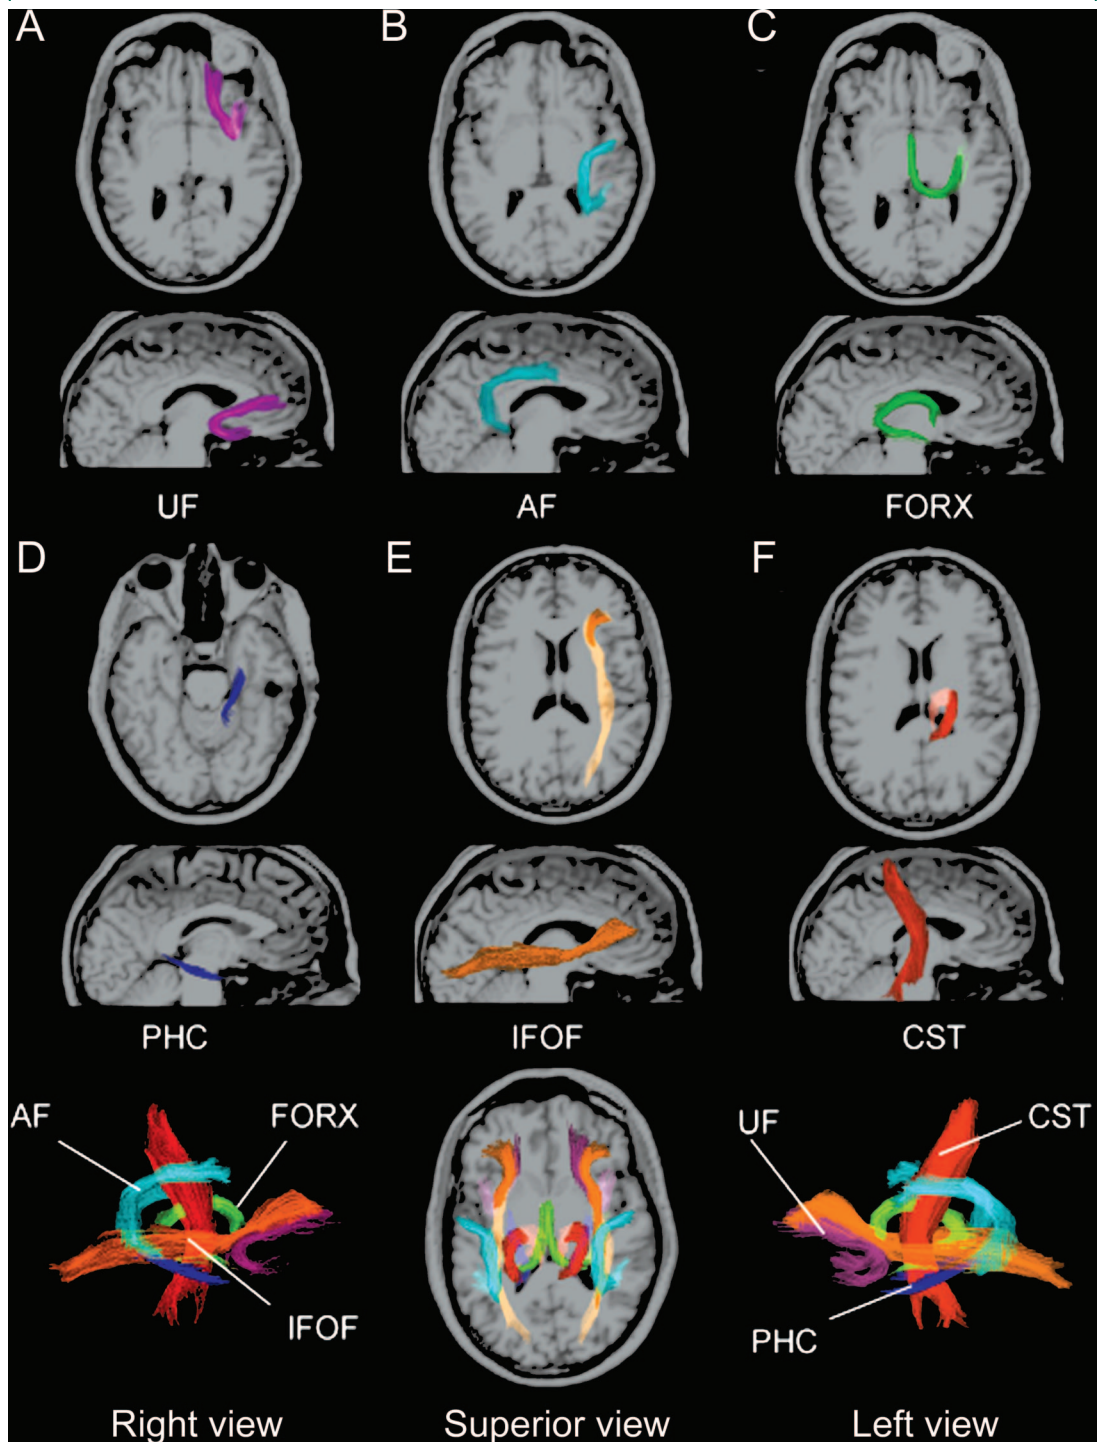 A B C
UF AF FORX
D E F
PHC IFOF CST
AF FORX UF CST
IFOF PHC
Right view Superior view Left view